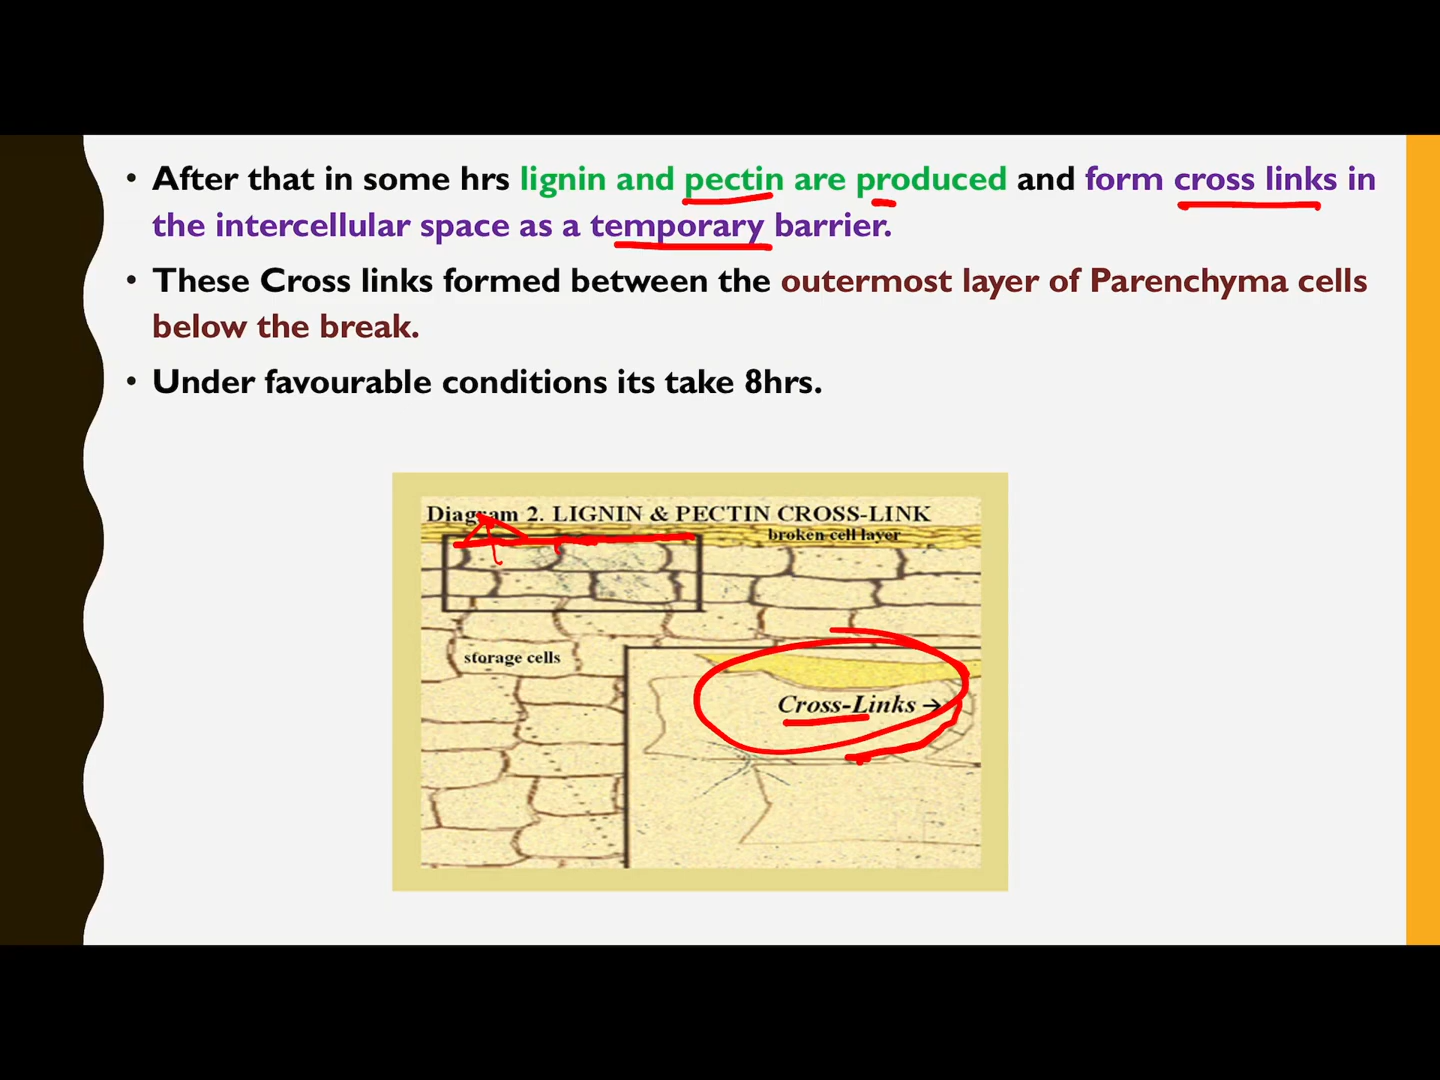 • After that in some hrs lignin and pectin are produced and form cross links in
the intercellular space as a temporary barrier.
• These Cross links formed between the outermost layer of Parenchyma cells
below the break.
• Under favourable conditions its take 8hrs.
Diagram 2. LIGNIN & PECTIN CROSS-LINK
broken cell layer
storage cells
Cross-Links →